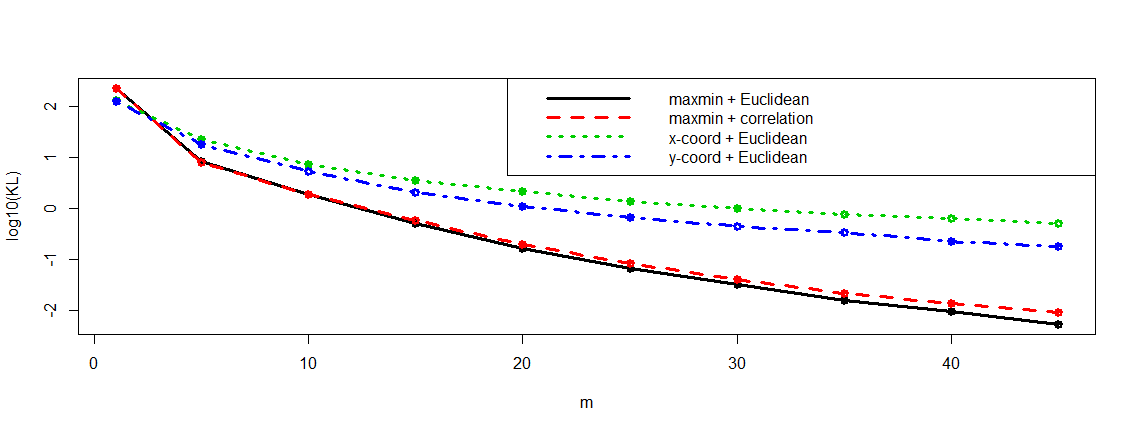 maxmin + Euclidean
maxmin + correlation
x-coord + Euclidean
y-coord + Euclidean
log10(KL)
2
1
0
-1
-2
0 10 20 30 40
m